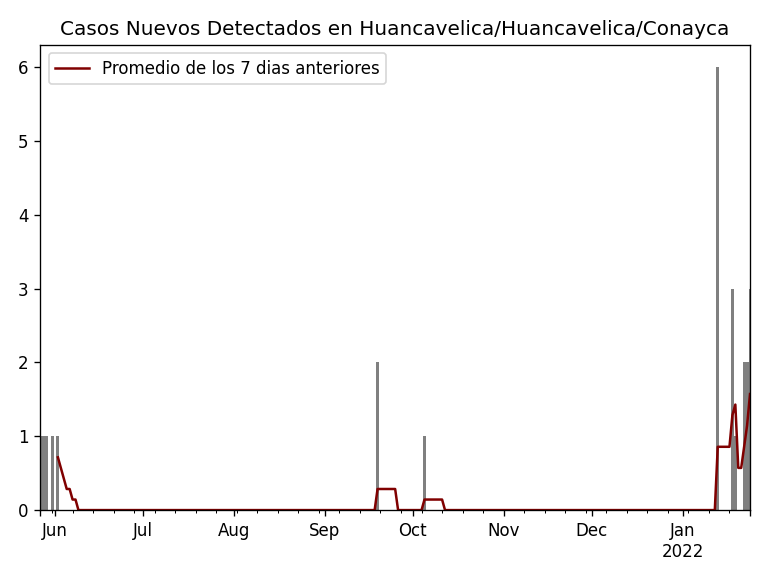 Casos Nuevos Detectados en Huancavelica/Huancavelica/Conayca
Promedio de los 7 dias anteriores
6
5
4
3
2
1
0
Jun Jul Aug Sep Oct Nov Dec Jan
2022